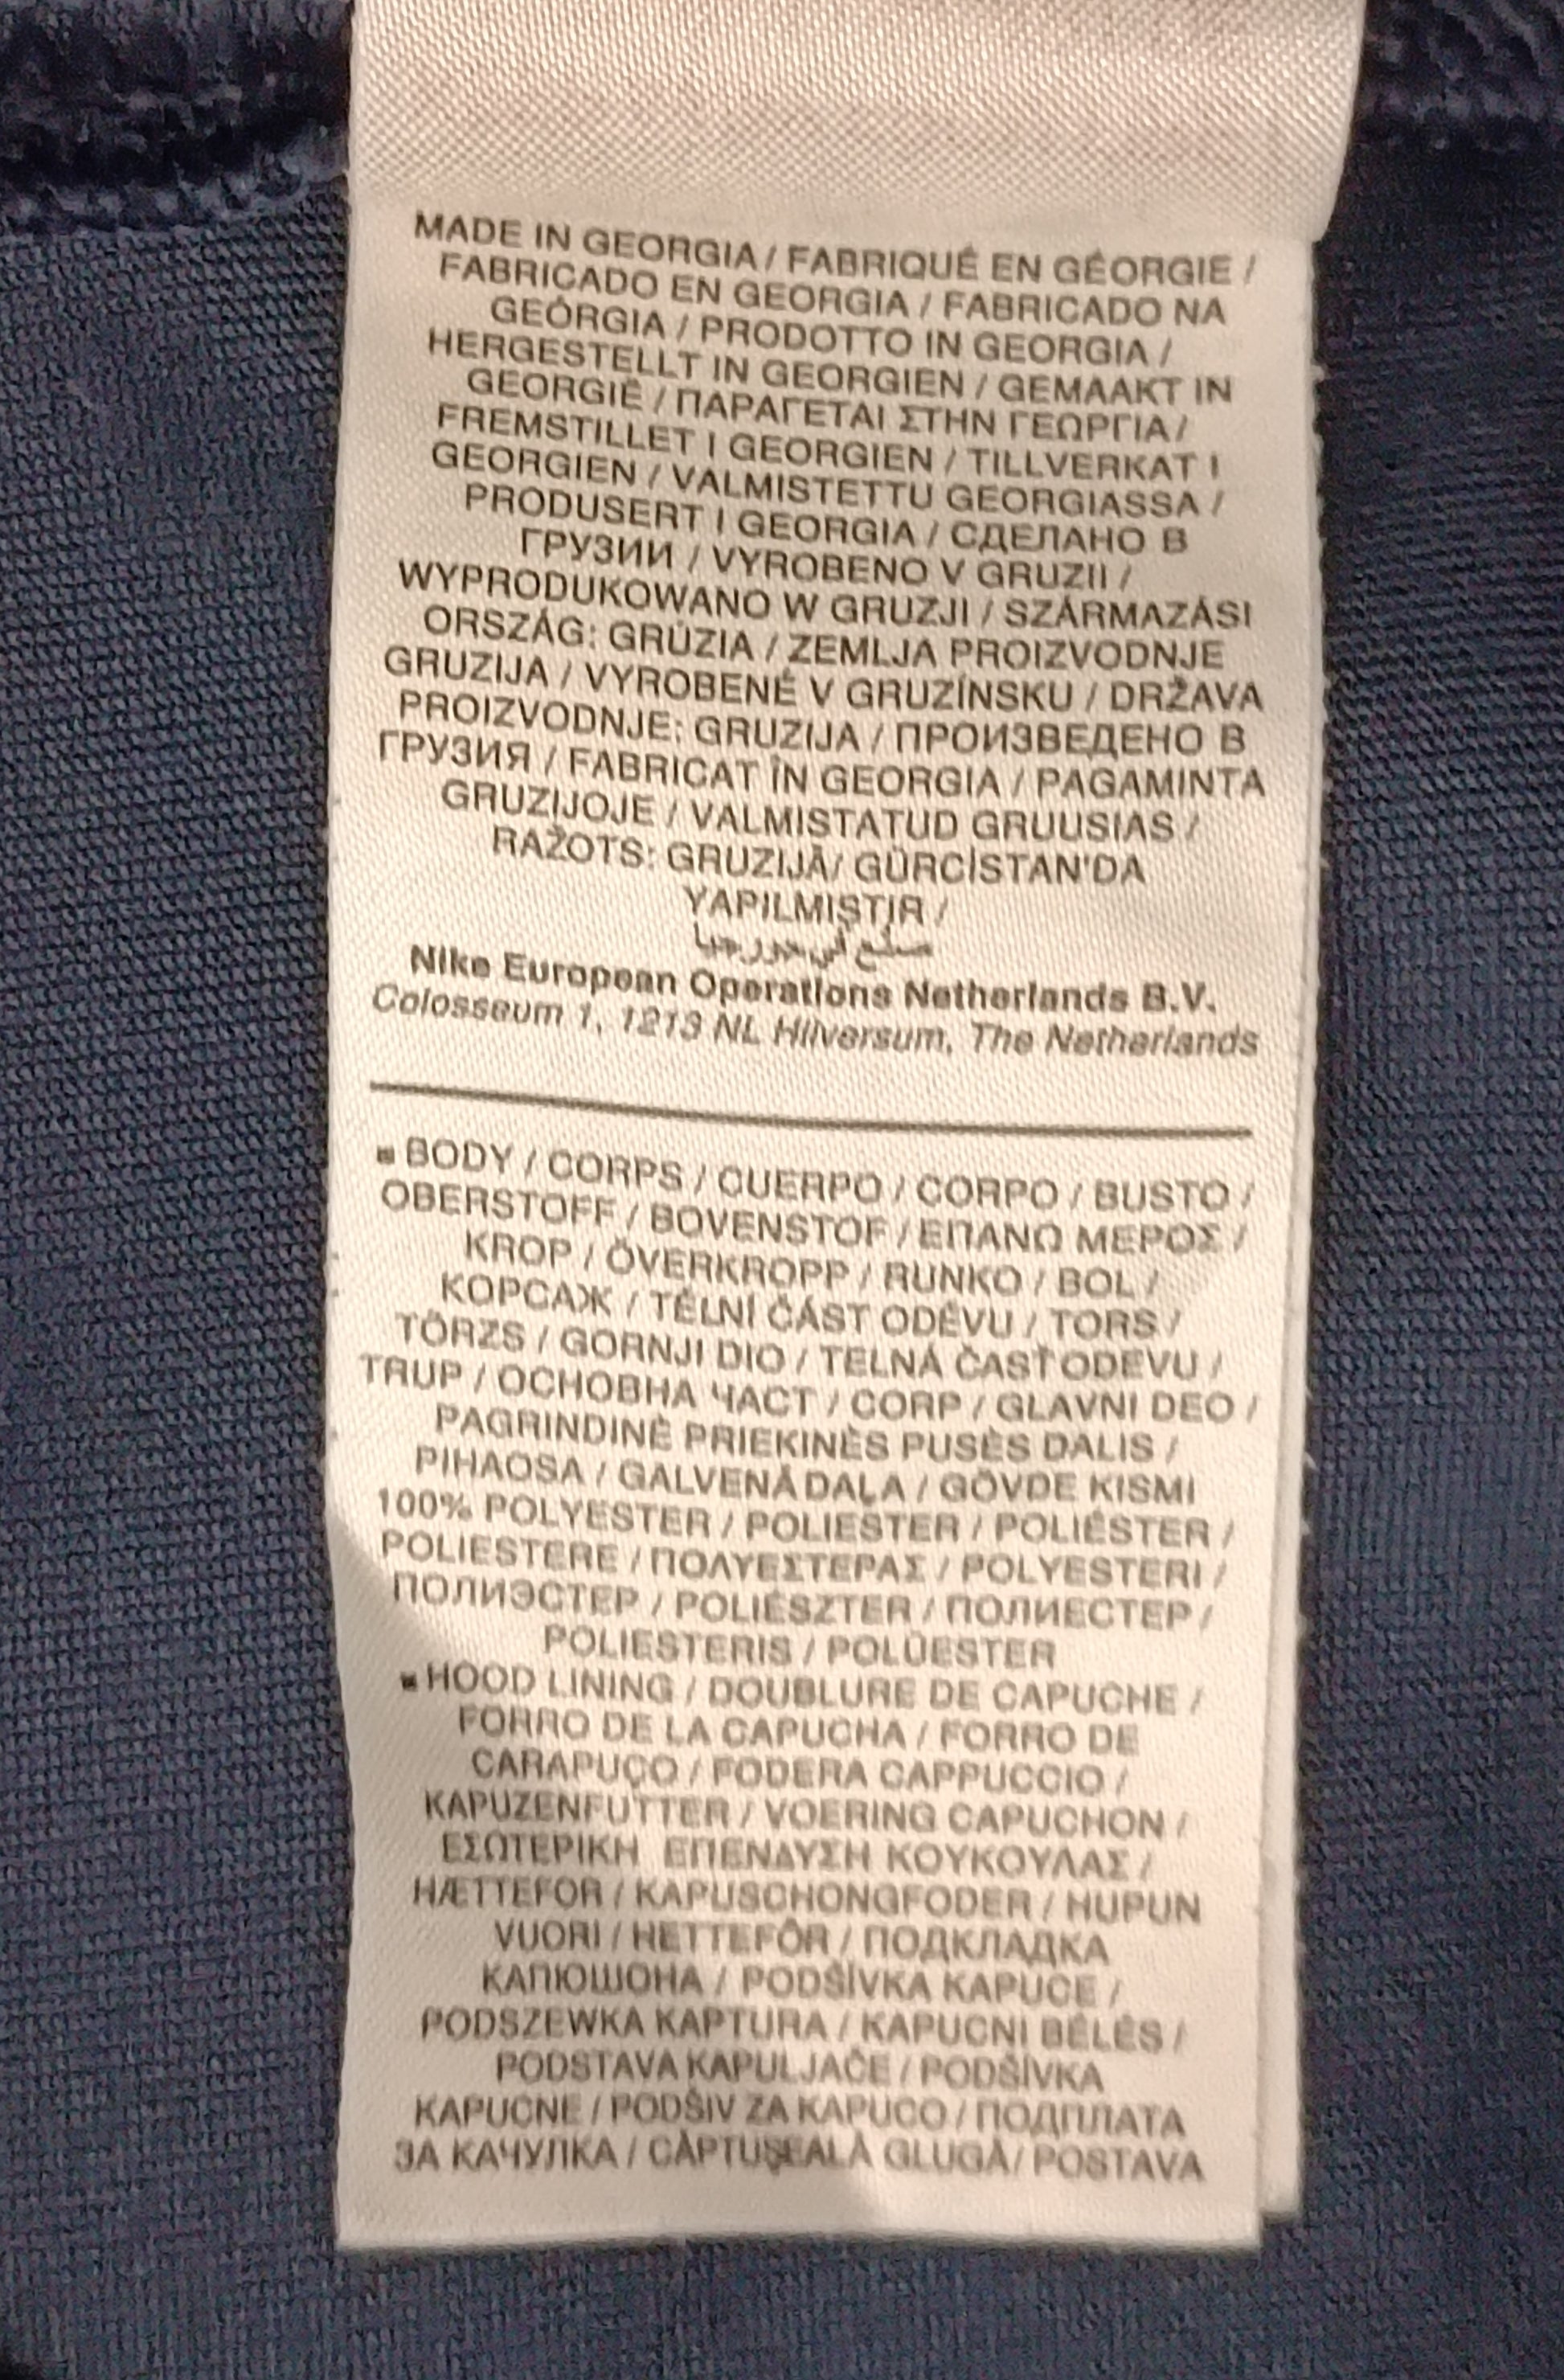 MADE IN GEORGIA / FABRIQUÉ EN GÉORGIE /
FABRICADO EN GEORGIA / FABRICADO NA
GEÓRGIA / PRODOTTO IN GEORGIA /
HERGESTELLT IN GEORGIEN / GEMAAKT IN
GEORGIË / ΠΑΡΑΓΕΤΑΙ ΣΤΗΝ ΓΕΩΡΓΙΑ /
FREMSTILLET I GEORGIEN / TILLVERKAT I
GEORGIEN / VALMISTETTU GEORGIASSA /
PRODUSERT I GEORGIA / СДЕЛАНО В
ГРУЗИИ / VYROBENO V GRUZII /
WYPRODUKOWANO W GRUZJI / SZÁRMAZÁSI
ORSZÁG: GRÚZIA / ZEMLJA PROIZVODNJE
GRUZIJA / VYROBENÉ V GRUZÍNSKU / DRŽAVA
PROIZVODNJE: GRUZIJA / ПРОИЗВЕДЕНО В
ГРУЗИЯ / FABRICAT ÎN GEORGIA / PAGAMINTA
GRUZIJOJE / VALMISTATUD GRUUSIAS /
RAŽOTS: GRUZIJĀ/ GÜRCİSTAN'DA
YAPILMIŞTIR /
صنع في جورجيا
Nike European Operations Netherlands B.V.
Colosseum 1, 1213 NL Hilversum, The Netherlands
▪ BODY / CORPS / CUERPO / CORPO / BUSTO /
OBERSTOFF / BOVENSTOF / ΕΠΑΝΩ ΜΕΡΟΣ /
KROP / ÖVERKROPP / RUNKO / BOL /
КОРСАЖ / TĚLNÍ ČÁST ODĚVU / TORS /
TÖRZS / GORNJI DIO / TELNÁ ČASŤ ODEVU /
TRUP / ОСНОВНА ЧАСТ / CORP / GLAVNI DEO /
PAGRINDINĖ PRIEKINĖS PUSĖS DALIS /
PIHAOSA / GALVENĀ DAĻA / GÖVDE KISMI
100% POLYESTER / POLIESTER / POLIÉSTER /
POLIESTERE / ΠΟΛΥΕΣΤΕΡΑΣ / POLYESTERI /
ПОЛИЭСТЕР / POLIÉSZTER / ПОЛИЕСТЕР /
POLIESTERIS / POLÜESTER
▪ HOOD LINING / DOUBLURE DE CAPUCHE /
FORRO DE LA CAPUCHA / FORRO DE
CARAPUÇO / FODERA CAPPUCCIO /
KAPUZENFUTTER / VOERING CAPUCHON /
ΕΣΩΤΕΡΙΚΗ ΕΠΕΝΔΥΣΗ ΚΟΥΚΟΥΛΑΣ /
HÆTTEFOR / KAPUSCHONGFODER / HUPUN
VUORI / HETTEFÔR / ПОДКЛАДКА
КАПЮШОНА / PODŠÍVKA KAPUCE /
PODSZEWKA KAPTURA / KAPUCNI BÉLÉS /
PODSTAVA KAPULJAČE / PODŠÍVKA
KAPUCNE / PODŠIV ZA KAPUCO / ПОДПЛАТА
ЗА КАЧУЛКА / CĂPTUŞEALĂ GLUGĂ/ POSTAVA